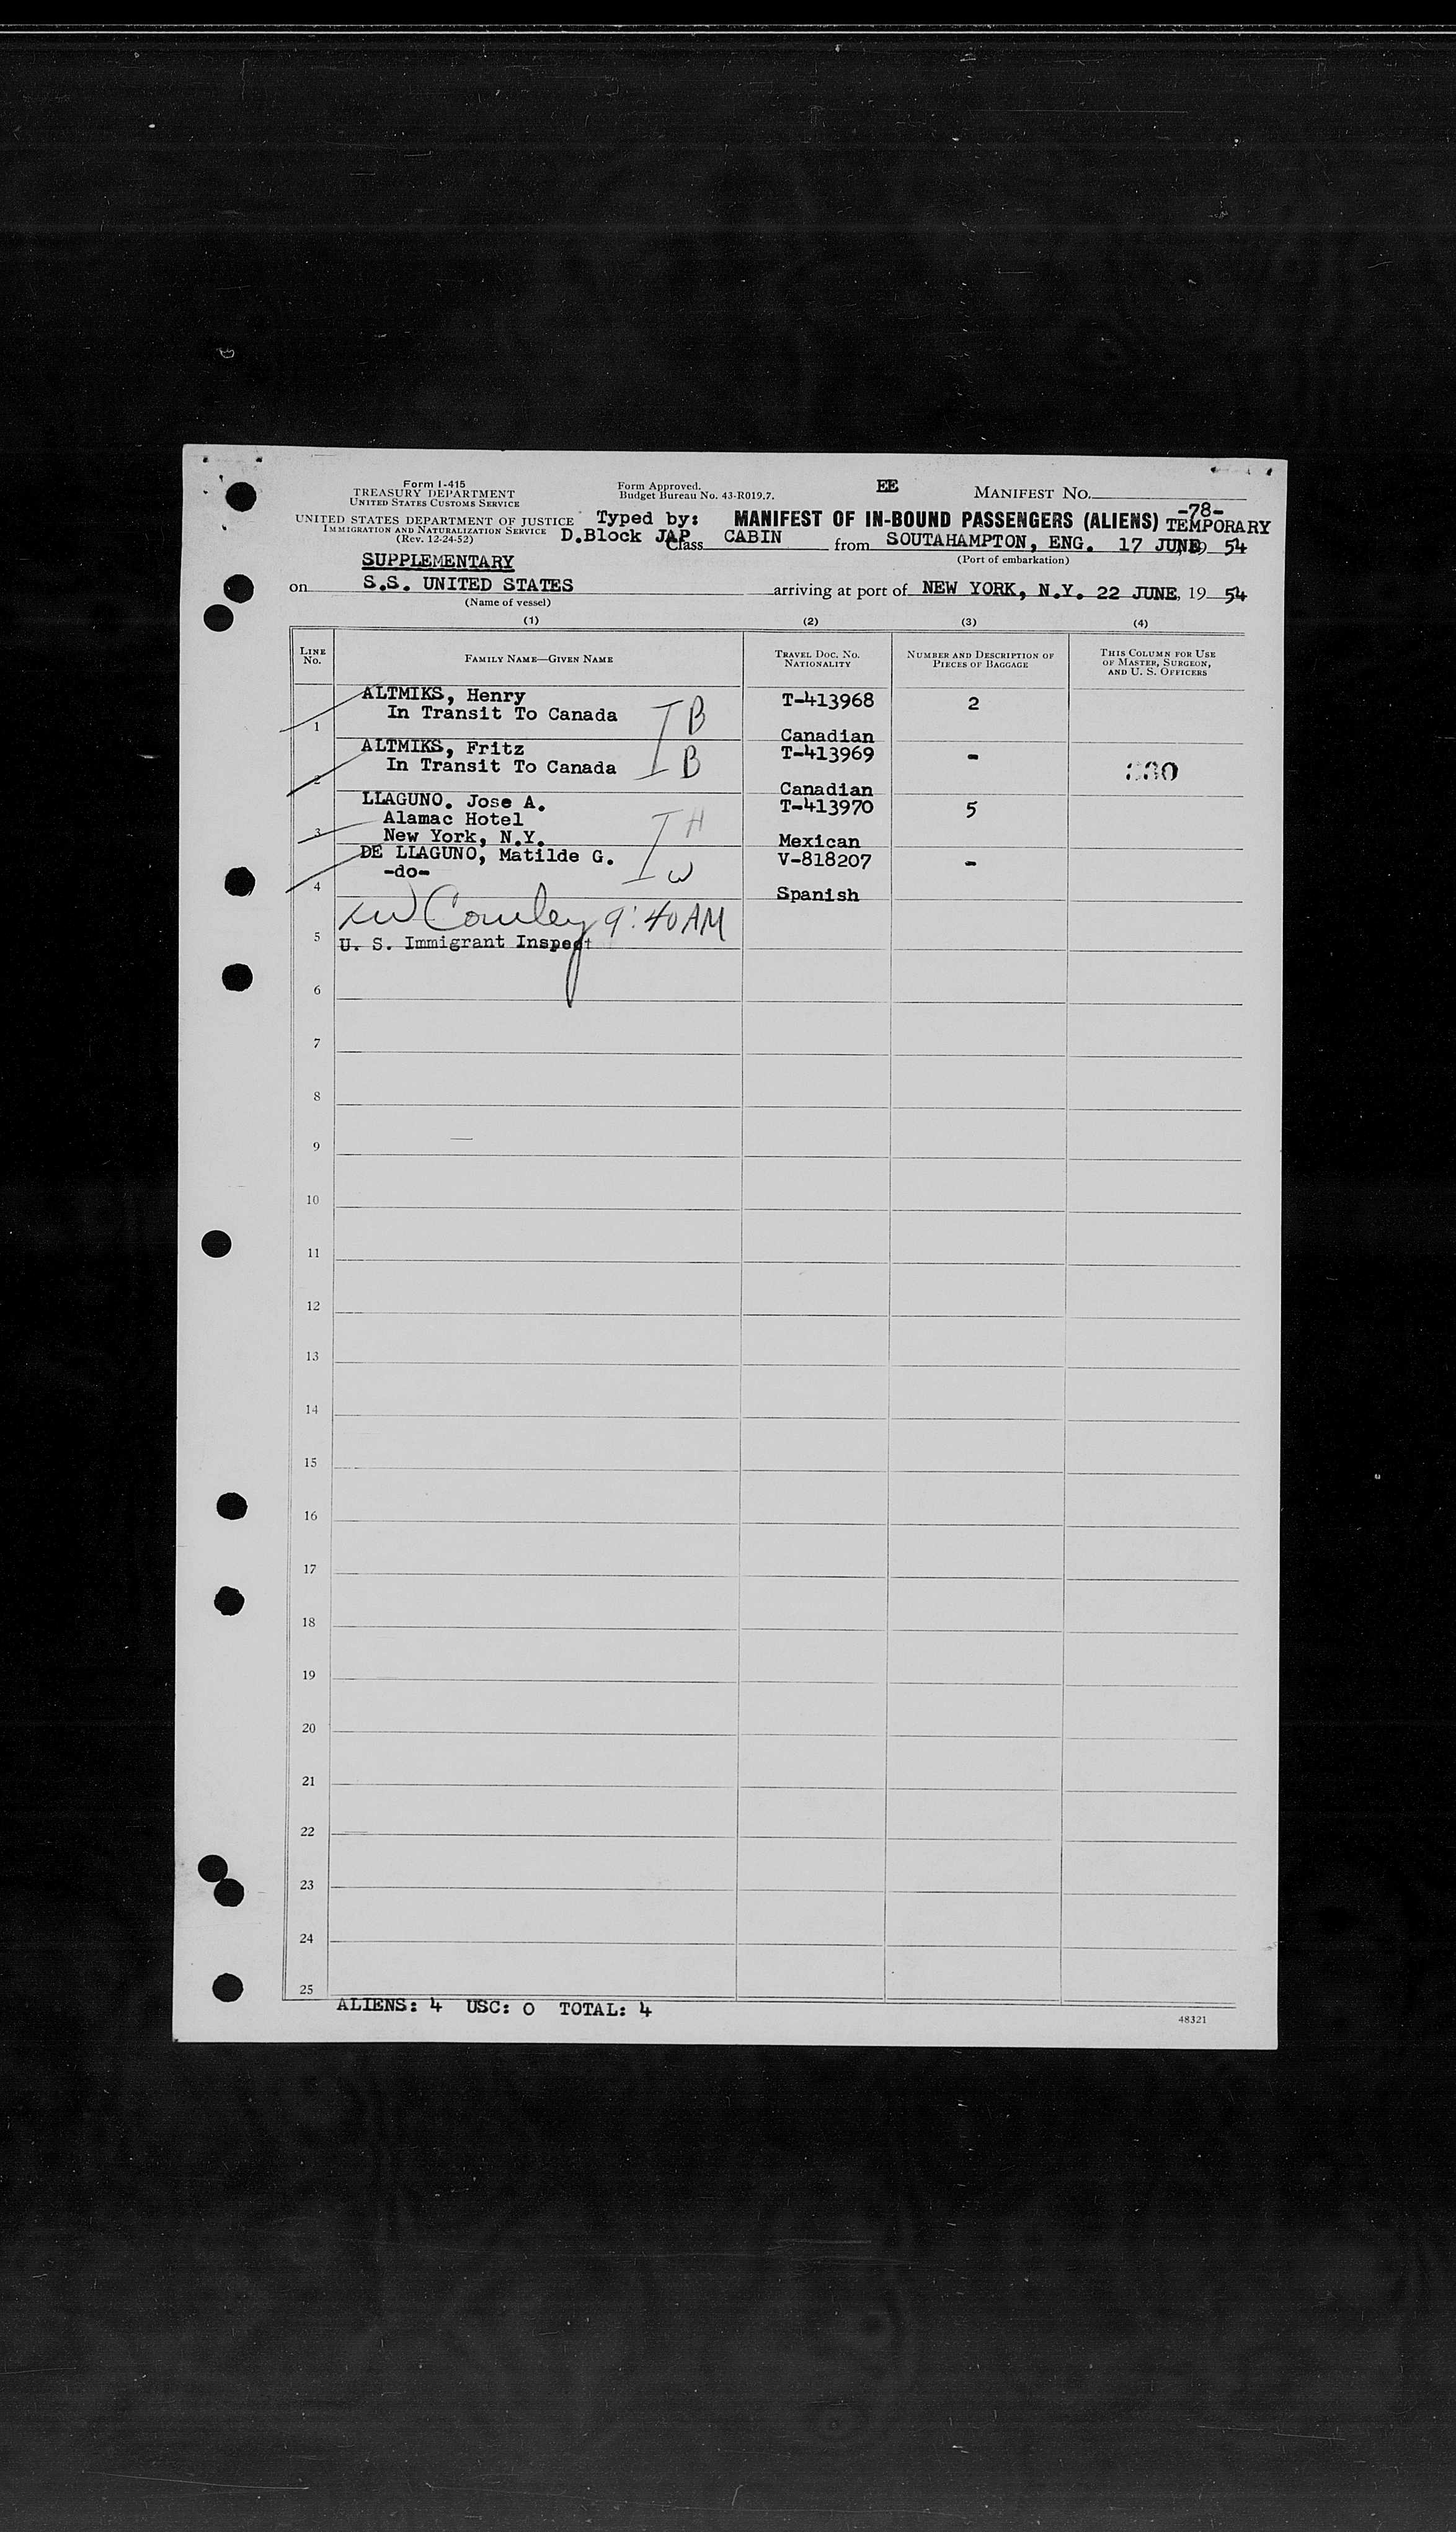 Form I-415
TREASURY DEPARTMENT
UNITED STATES CUSTOMS SERVICE
Form Approved.
Budget Bureau No. 43-R019.7.
EE
MANIFEST NO.
-78-
UNITED STATES DEPARTMENT OF JUSTICE
IMMIGRATION AND NATURALIZATION SERVICE
(Rev. 12-24-52)
Typed by:
D.Block JAP
MANIFEST OF IN-BOUND PASSENGERS (ALIENS) TEMPORARY
Class CABIN from SOUTAHAMPTON, ENG. 17 JUNE 19 54
(Port of embarkation)
SUPPLEMENTARY
on S.S. UNITED STATES arriving at port of NEW YORK, N.Y. 22 JUNE, 19 54
(Name of vessel)
(1) (2) (3) (4)
LINE No. FAMILY NAME—GIVEN NAME TRAVEL DOC. NO. NATIONALITY NUMBER AND DESCRIPTION OF PIECES OF BAGGAGE THIS COLUMN FOR USE OF MASTER, SURGEON, AND U. S. OFFICERS
ALTMIKS, Henry T-413968 2
In Transit To Canada I B
1 Canadian
ALTMIKS, Fritz T-413969 -
In Transit To Canada B
2 Canadian
LLAGUNO. Jose A. T-413970 5
Alamac Hotel I H
3 New York, N.Y. Mexican
DE LLAGUNO, Matilde G. V-818207 -
-do- W
4 Spanish
Cowley 9:40 AM
5 U. S. Immigrant Inspect
6
7
8
9
10
11
12
13
14
15
16
17
18
19
20
21
22
23
24
25
ALIENS: 4 USC: 0 TOTAL: 4
48321